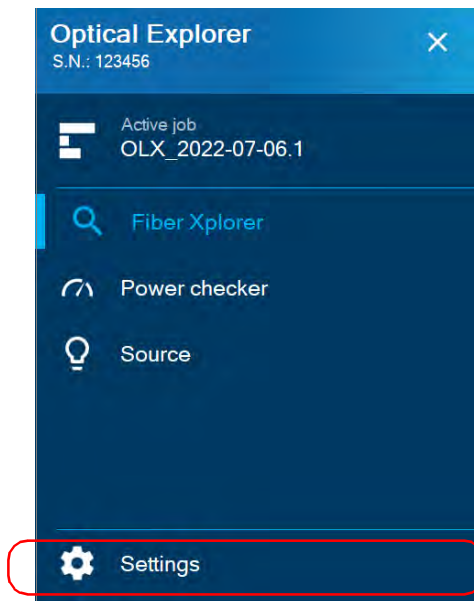 Optical Explorer
S.N.: 123456
Active job
OLX_2022-07-06.1
Fiber Xplorer
Power checker
Source
Settings